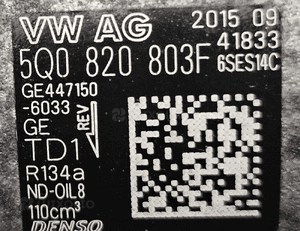 VW AG 2015 09
41833
5Q0 820 803F 6SES14C
GE447150
-6033
GE REV
TD1
R134a
ND-OIL8
110cm³
DENSO